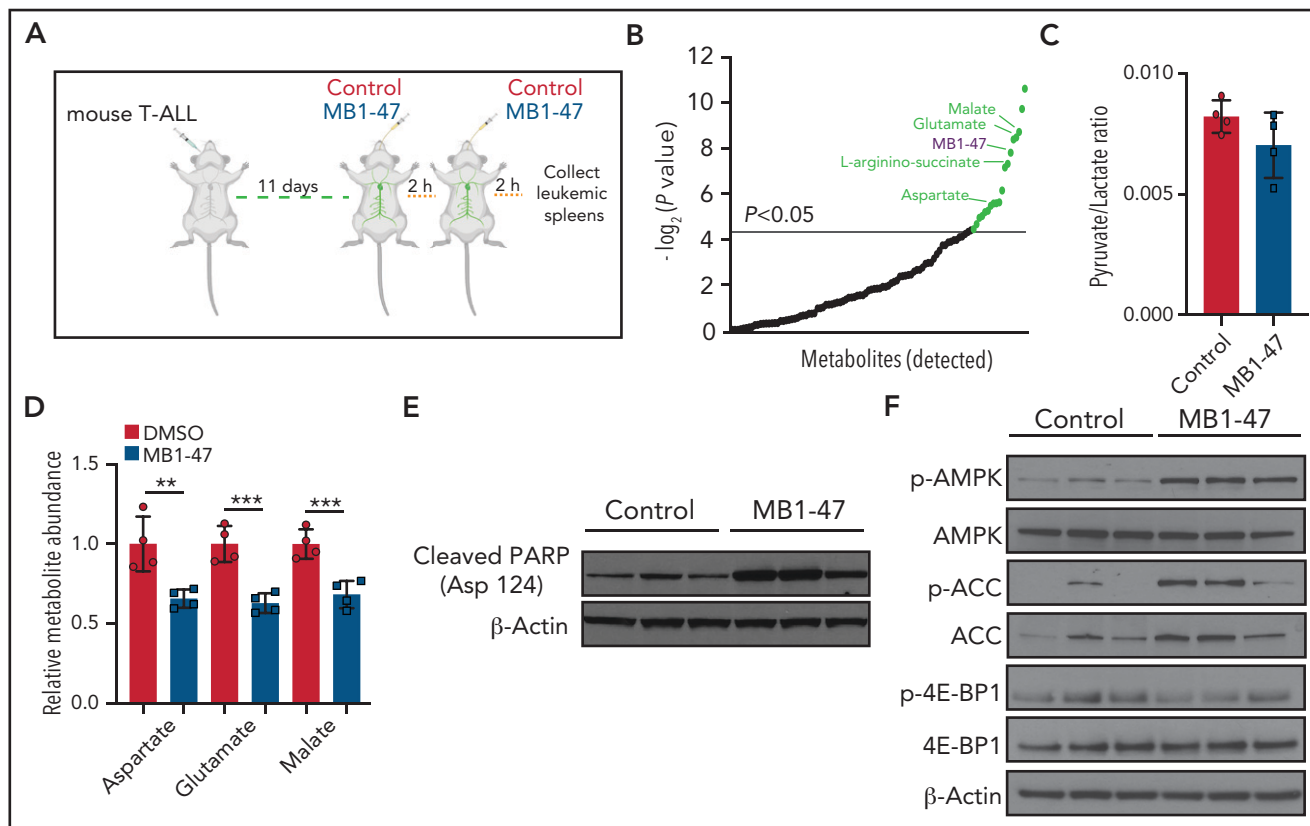 A
mouse T-ALL
Control
MB1-47
Control
MB1-47
11 days
2 h
2 h
Collect
leukemic
spleens
B
12
10
8
6
4
2
0
- log2 (P value)
P<0.05
Malate
Glutamate
MB1-47
L-arginino-succinate
Aspartate
Metabolites (detected)
C
0.010
0.005
0.000
Pyruvate/Lactate ratio
Control
MB1-47
D
DMSO
MB1-47
1.5
1.0
0.5
0.0
Relative metabolite abundance
**
***
***
Aspartate
Glutamate
Malate
E
Control
MB1-47
Cleaved PARP
(Asp 124)
β-Actin
F
Control
MB1-47
p-AMPK
AMPK
p-ACC
ACC
p-4E-BP1
4E-BP1
β-Actin